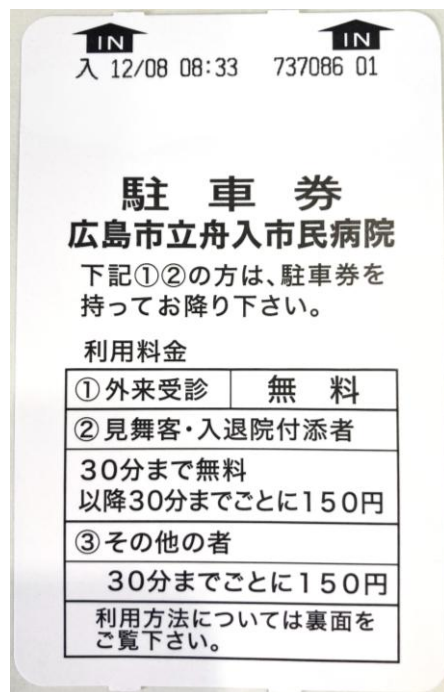 IN IN
入 12/08 08:33 737086 01
駐車券
広島市立舟入市民病院
下記①②の方は、駐車券を
持ってお降り下さい。
利用料金
①外来受診 無料
②見舞客・入退院付添者
30分まで無料
以降30分までごとに150円
③その他の者
30分までごとに150円
利用方法については裏面を
ご覧下さい。